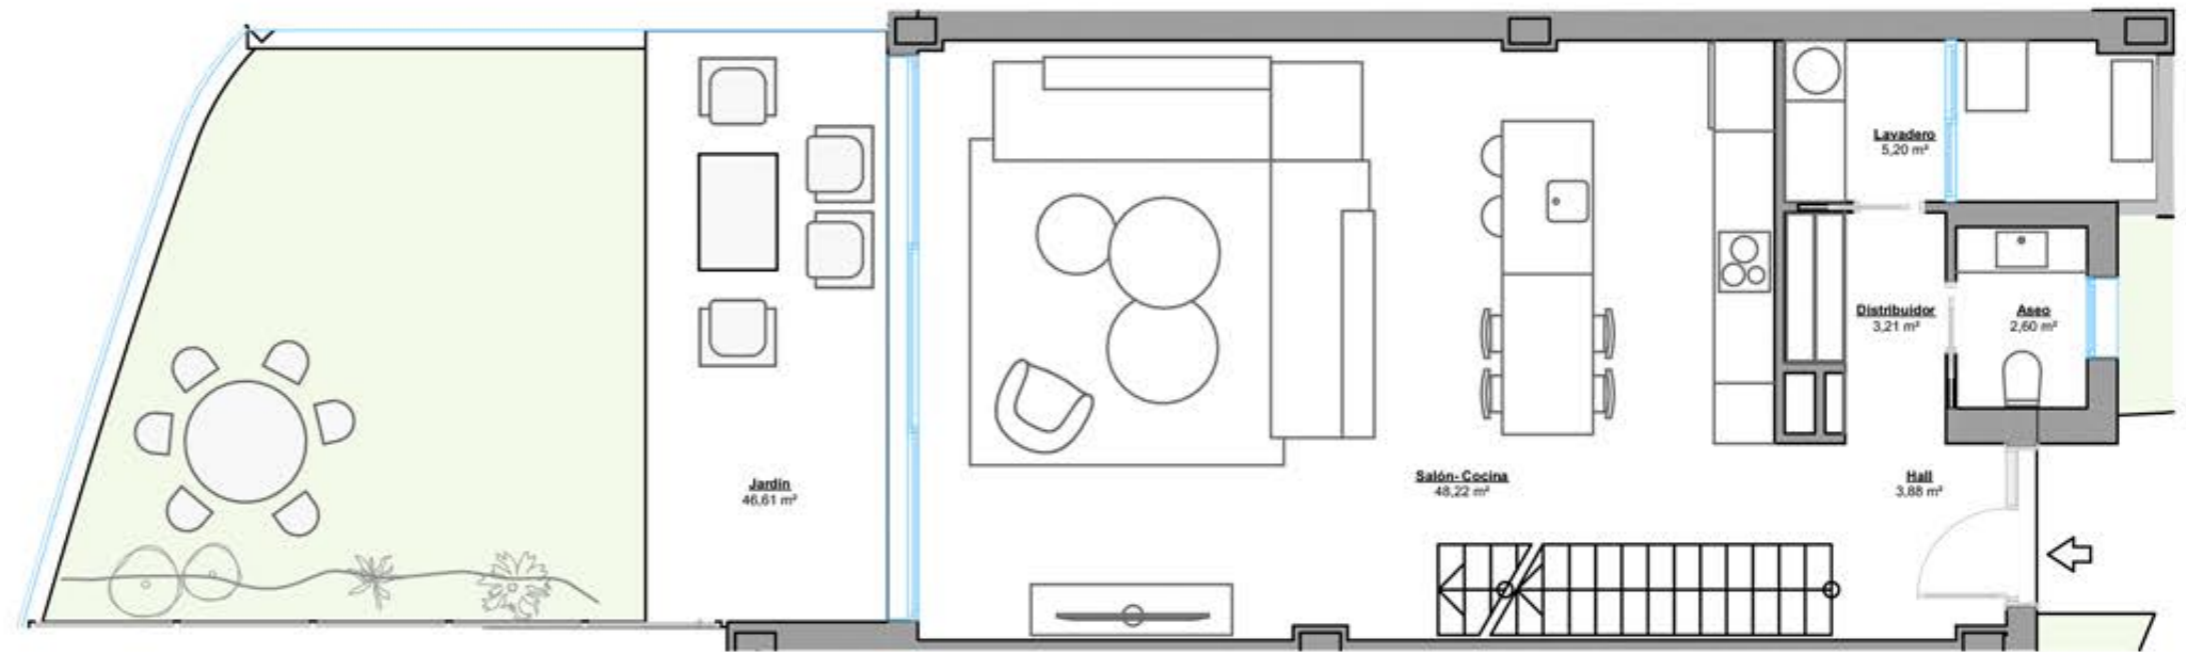 Lavadero
5,20 m²
Distribuidor
3,21 m²
Aseo
2,60 m²
Jardín
46,61 m²
Salón- Cocina
48,22 m²
Hall
3,88 m²